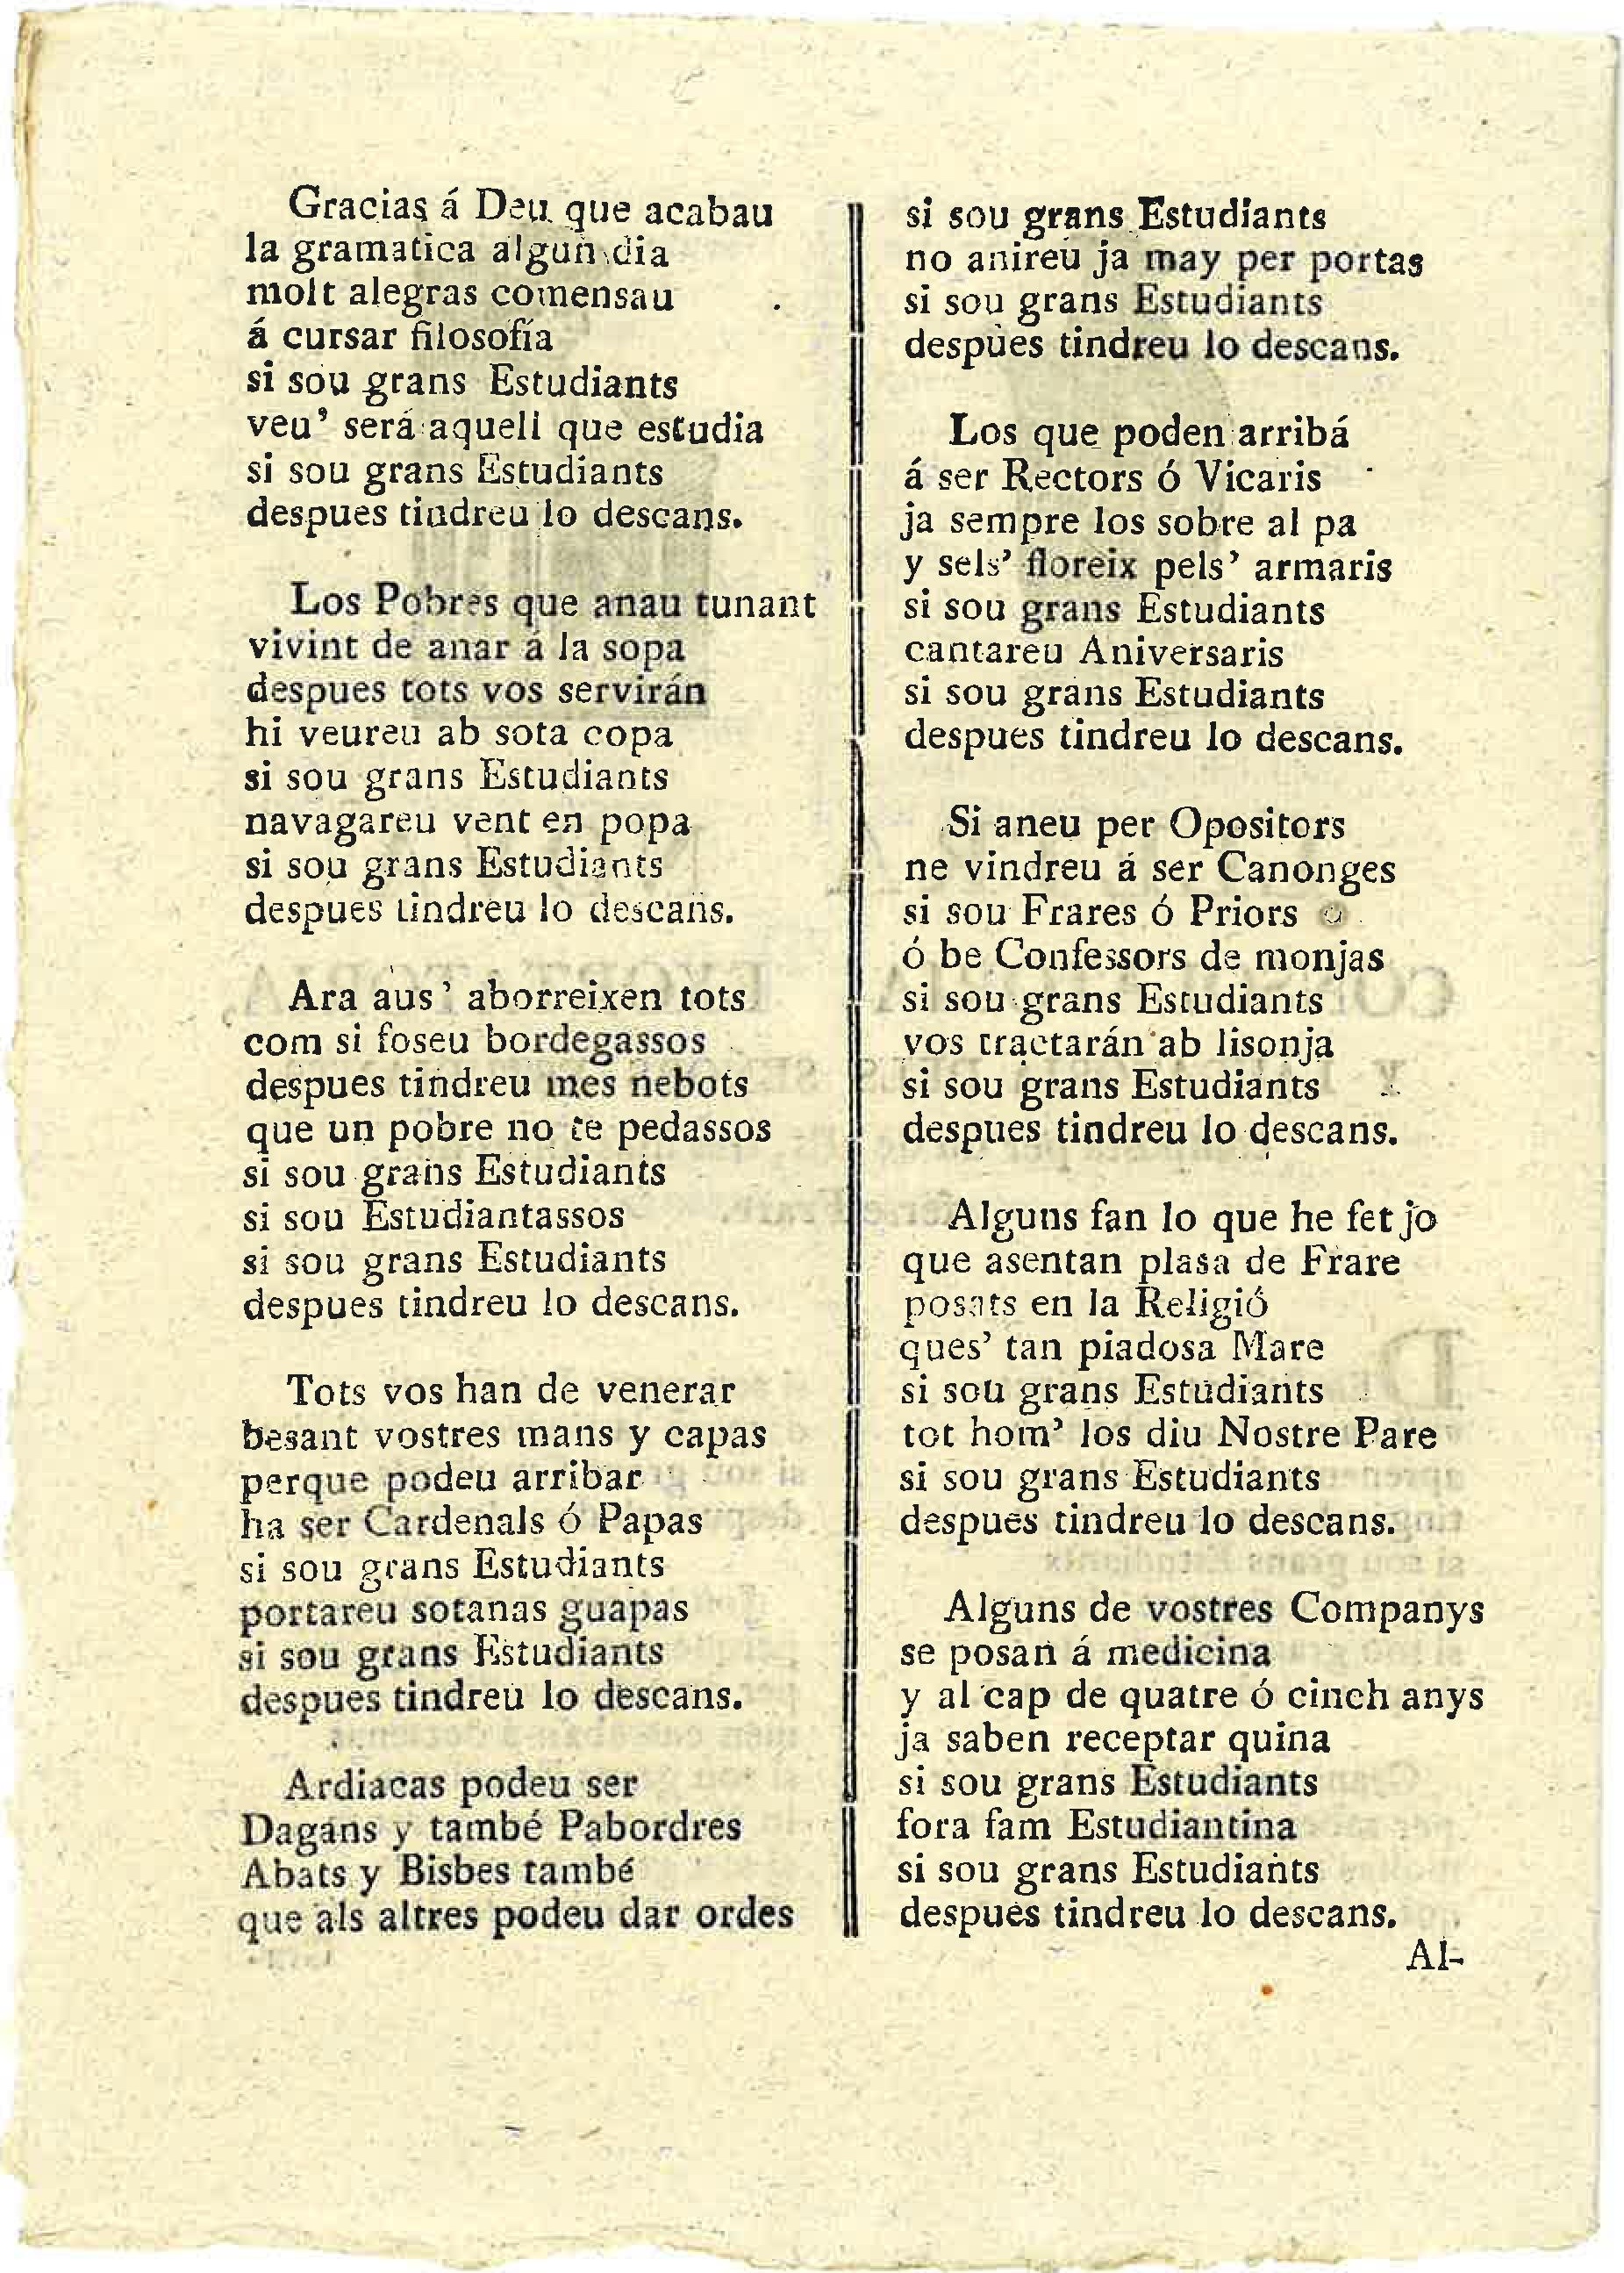 Gracias á Deu que acabau
la gramatica algun dia
molt alegras comensau
á cursar filosofía
si sou grans Estudiants
veu’ será aquell que estudia
si sou grans Estudiants
despues tindreu lo descans.
Los Pobres que anau tunant
vivint de anar á la sopa
despues tots vos servirán
hi veureu ab sota copa
si sou grans Estudiants
navagareu vent en popa
si sou grans Estudiants
despues tindreu lo descans.
Ara aus’ aborreixen tots
com si foseu bordegassos
despues tindreu mes nebots
que un pobre no te pedassos
si sou grans Estudiants
si sou Estudiantassos
si sou grans Estudiants
despues tindreu lo descans.
Tots vos han de venerar
besant vostres mans y capas
perque podeu arribar
ha ser Cardenals ó Papas
si sou grans Estudiants
portareu sotanas guapas
si sou grans Estudiants
despues tindreu lo descans.
Ardiacas podeu ser
Dagans y també Pabordres
Abats y Bisbes també
que als altres podeu dar ordes
si sou grans Estudiants
no anireu ja may per portas
si sou grans Estudiants
despues tindreu lo descans.
Los que poden arribá
á ser Rectors ó Vicaris
ja sempre los sobre al pa
y sels’ floreix pels’ armaris
si sou grans Estudiants
cantareu Aniversaris
si sou grans Estudiants
despues tindreu lo descans.
Si aneu per Opositors
ne vindreu á ser Canonges
si sou Frares ó Priors
ó be Confessors de monjas
si sou grans Estudiants
vos tractarán ab lisonja
si sou grans Estudiants
despues tindreu lo descans.
Alguns fan lo que he fet jo
que asentan plasa de Frare
posats en la Religió
ques’ tan piadosa Mare
si sou grans Estudiants
tot hom’ los diu Nostre Pare
si sou grans Estudiants
despues tindreu lo descans.
Alguns de vostres Companys
se posan á medicina
y al cap de quatre ó cinch anys
ja saben receptar quina
si sou grans Estudiants
fora fam Estudiantina
si sou grans Estudiants
despues tindreu lo descans.
Al-